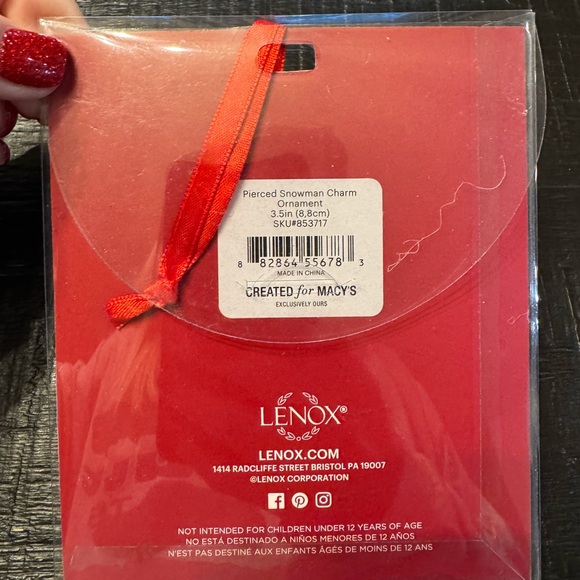 Pierced Snowman Charm
Ornament
3.5in (8,8cm)
SKU#853717
8 82864 55678 3
MADE IN CHINA
CREATED for MACY'S
EXCLUSIVELY OURS
LENOX®
LENOX.COM
1414 RADCLIFFE STREET BRISTOL PA 19007
©LENOX CORPORATION
NOT INTENDED FOR CHILDREN UNDER 12 YEARS OF AGE
NO ESTÁ DESTINADO A NIÑOS MENORES DE 12 AÑOS
N'EST PAS DESTINÉ AUX ENFANTS ÂGÉS DE MOINS DE 12 ANS